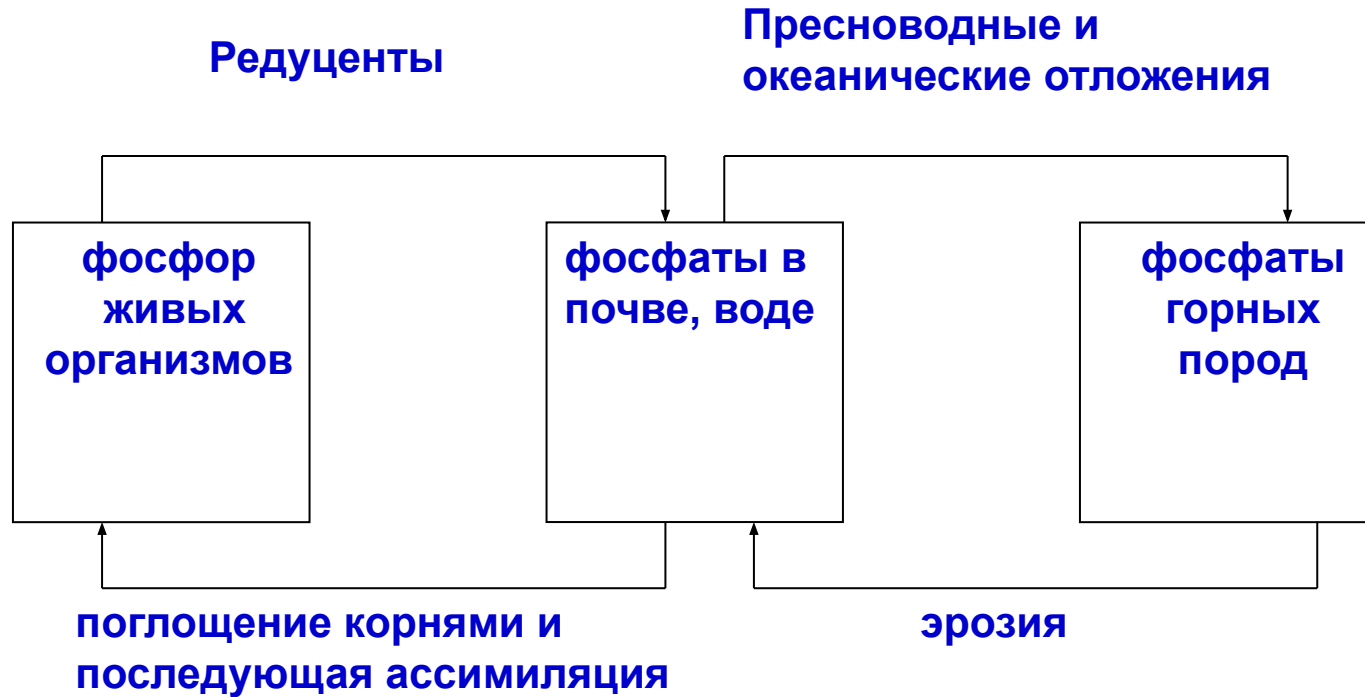 Редуценты
Пресноводные и
океанические отложения
фосфор
живых
организмов
фосфаты в
почве, воде
фосфаты
горных
пород
поглощение корнями и
последующая ассимиляция
эрозия